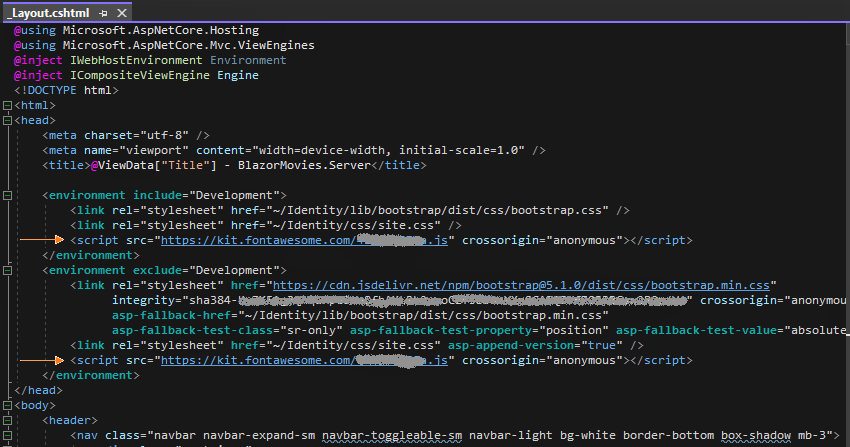 _Layout.cshtml
@using Microsoft.AspNetCore.Hosting
@using Microsoft.AspNetCore.Mvc.ViewEngines
@inject IWebHostEnvironment Environment
@inject ICompositeViewEngine Engine
<!DOCTYPE html>
<html>
<head>
<meta charset="utf-8" />
<meta name="viewport" content="width=device-width, initial-scale=1.0" />
<title>@ViewData["Title"] - BlazorMovies.Server</title>
<environment include="Development">
<link rel="stylesheet" href="~/Identity/lib/bootstrap/dist/css/bootstrap.css" />
<link rel="stylesheet" href="~/Identity/css/site.css" />
<script src="https://kit.fontawesome.com/ .js" crossorigin="anonymous"></script>
</environment>
<environment exclude="Development">
<link rel="stylesheet" href="https://cdn.jsdelivr.net/npm/bootstrap@5.1.0/dist/css/bootstrap.min.css"
integrity="sha384- " crossorigin="anonymou
asp-fallback-href="~/Identity/lib/bootstrap/dist/css/bootstrap.min.css"
asp-fallback-test-class="sr-only" asp-fallback-test-property="position" asp-fallback-test-value="absolute
<link rel="stylesheet" href="~/Identity/css/site.css" asp-append-version="true" />
<script src="https://kit.fontawesome.com/ .js" crossorigin="anonymous"></script>
</environment>
</head>
<body>
<header>
<nav class="navbar navbar-expand-sm navbar-toggleable-sm navbar-light bg-white border-bottom box-shadow mb-3">